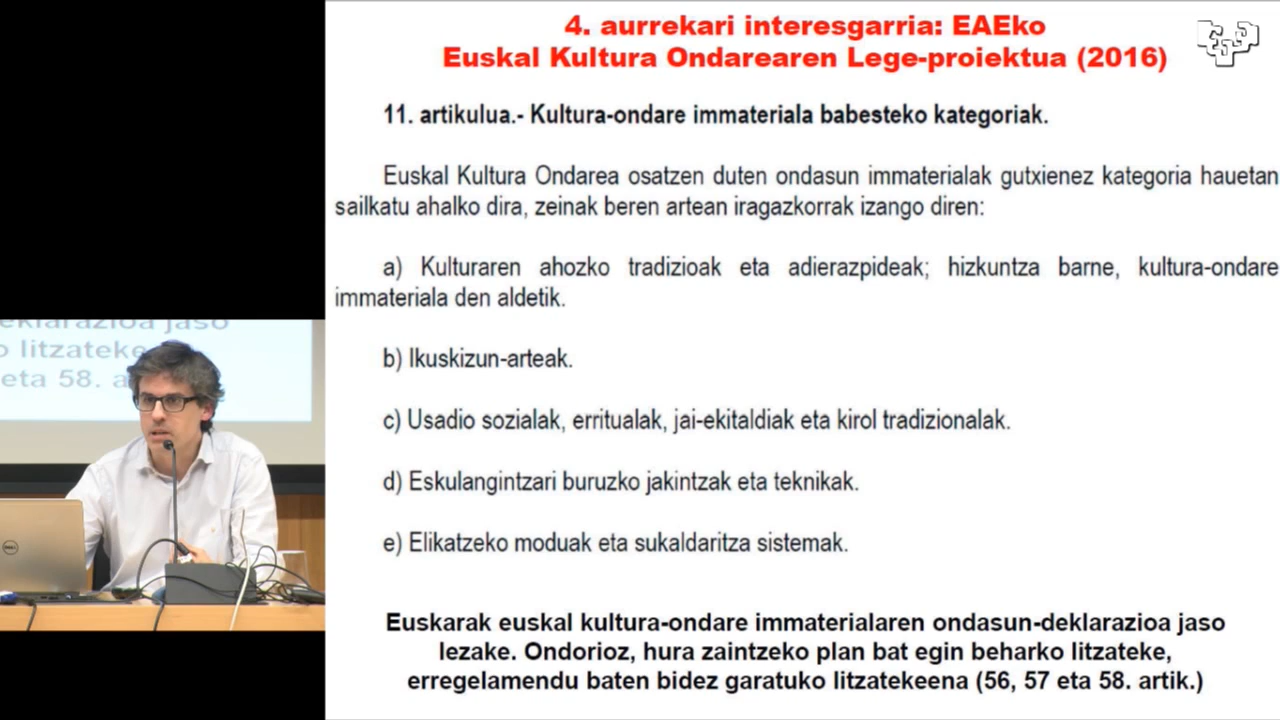 4. aurrekari interesgarria: EAEko
Euskal Kultura Ondarearen Lege-proiektua (2016)
11. artikulua.- Kultura-ondare immateriala babesteko kategoriak.
Euskal Kultura Ondarea osatzen duten ondasun immaterialak gutxienez kategoria hauetan
sailkatu ahalko dira, zeinak beren artean iragazkorrak izango diren:
a) Kulturaren ahozko tradizioak eta adierazpideak; hizkuntza barne, kultura-ondare
immateriala den aldetik.
b) Ikuskizun-arteak.
c) Usadio sozialak, erritualak, jai-ekitaldiak eta kirol tradizionalak.
d) Eskulangintzari buruzko jakintzak eta teknikak.
e) Elikatzeko moduak eta sukaldaritza sistemak.
Euskarak euskal kultura-ondare immaterialaren ondasun-deklarazioa jaso
lezake. Ondorioz, hura zaintzeko plan bat egin beharko litzateke,
erregelamendu baten bidez garatuko litzatekeena (56, 57 eta 58. artik.)
jaso
litzateke
eta 58. a
DELL